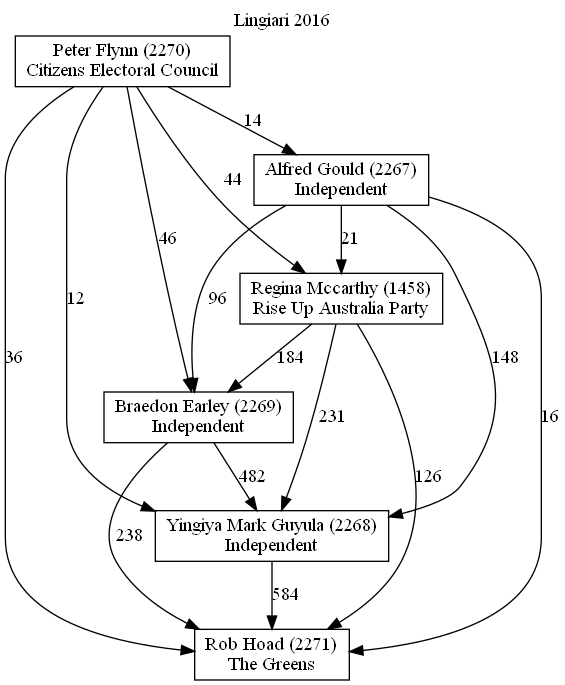 Lingiari 2016
Peter Flynn (2270)
Citizens Electoral Council
14
Alfred Gould (2267)
Independent
44
46
21
Regina Mccarthy (1458)
Rise Up Australia Party
96
12
36
184
148
16
Braedon Earley (2269)
Independent
231
482
126
238
Yingiya Mark Guyula (2268)
Independent
584
Rob Hoad (2271)
The Greens